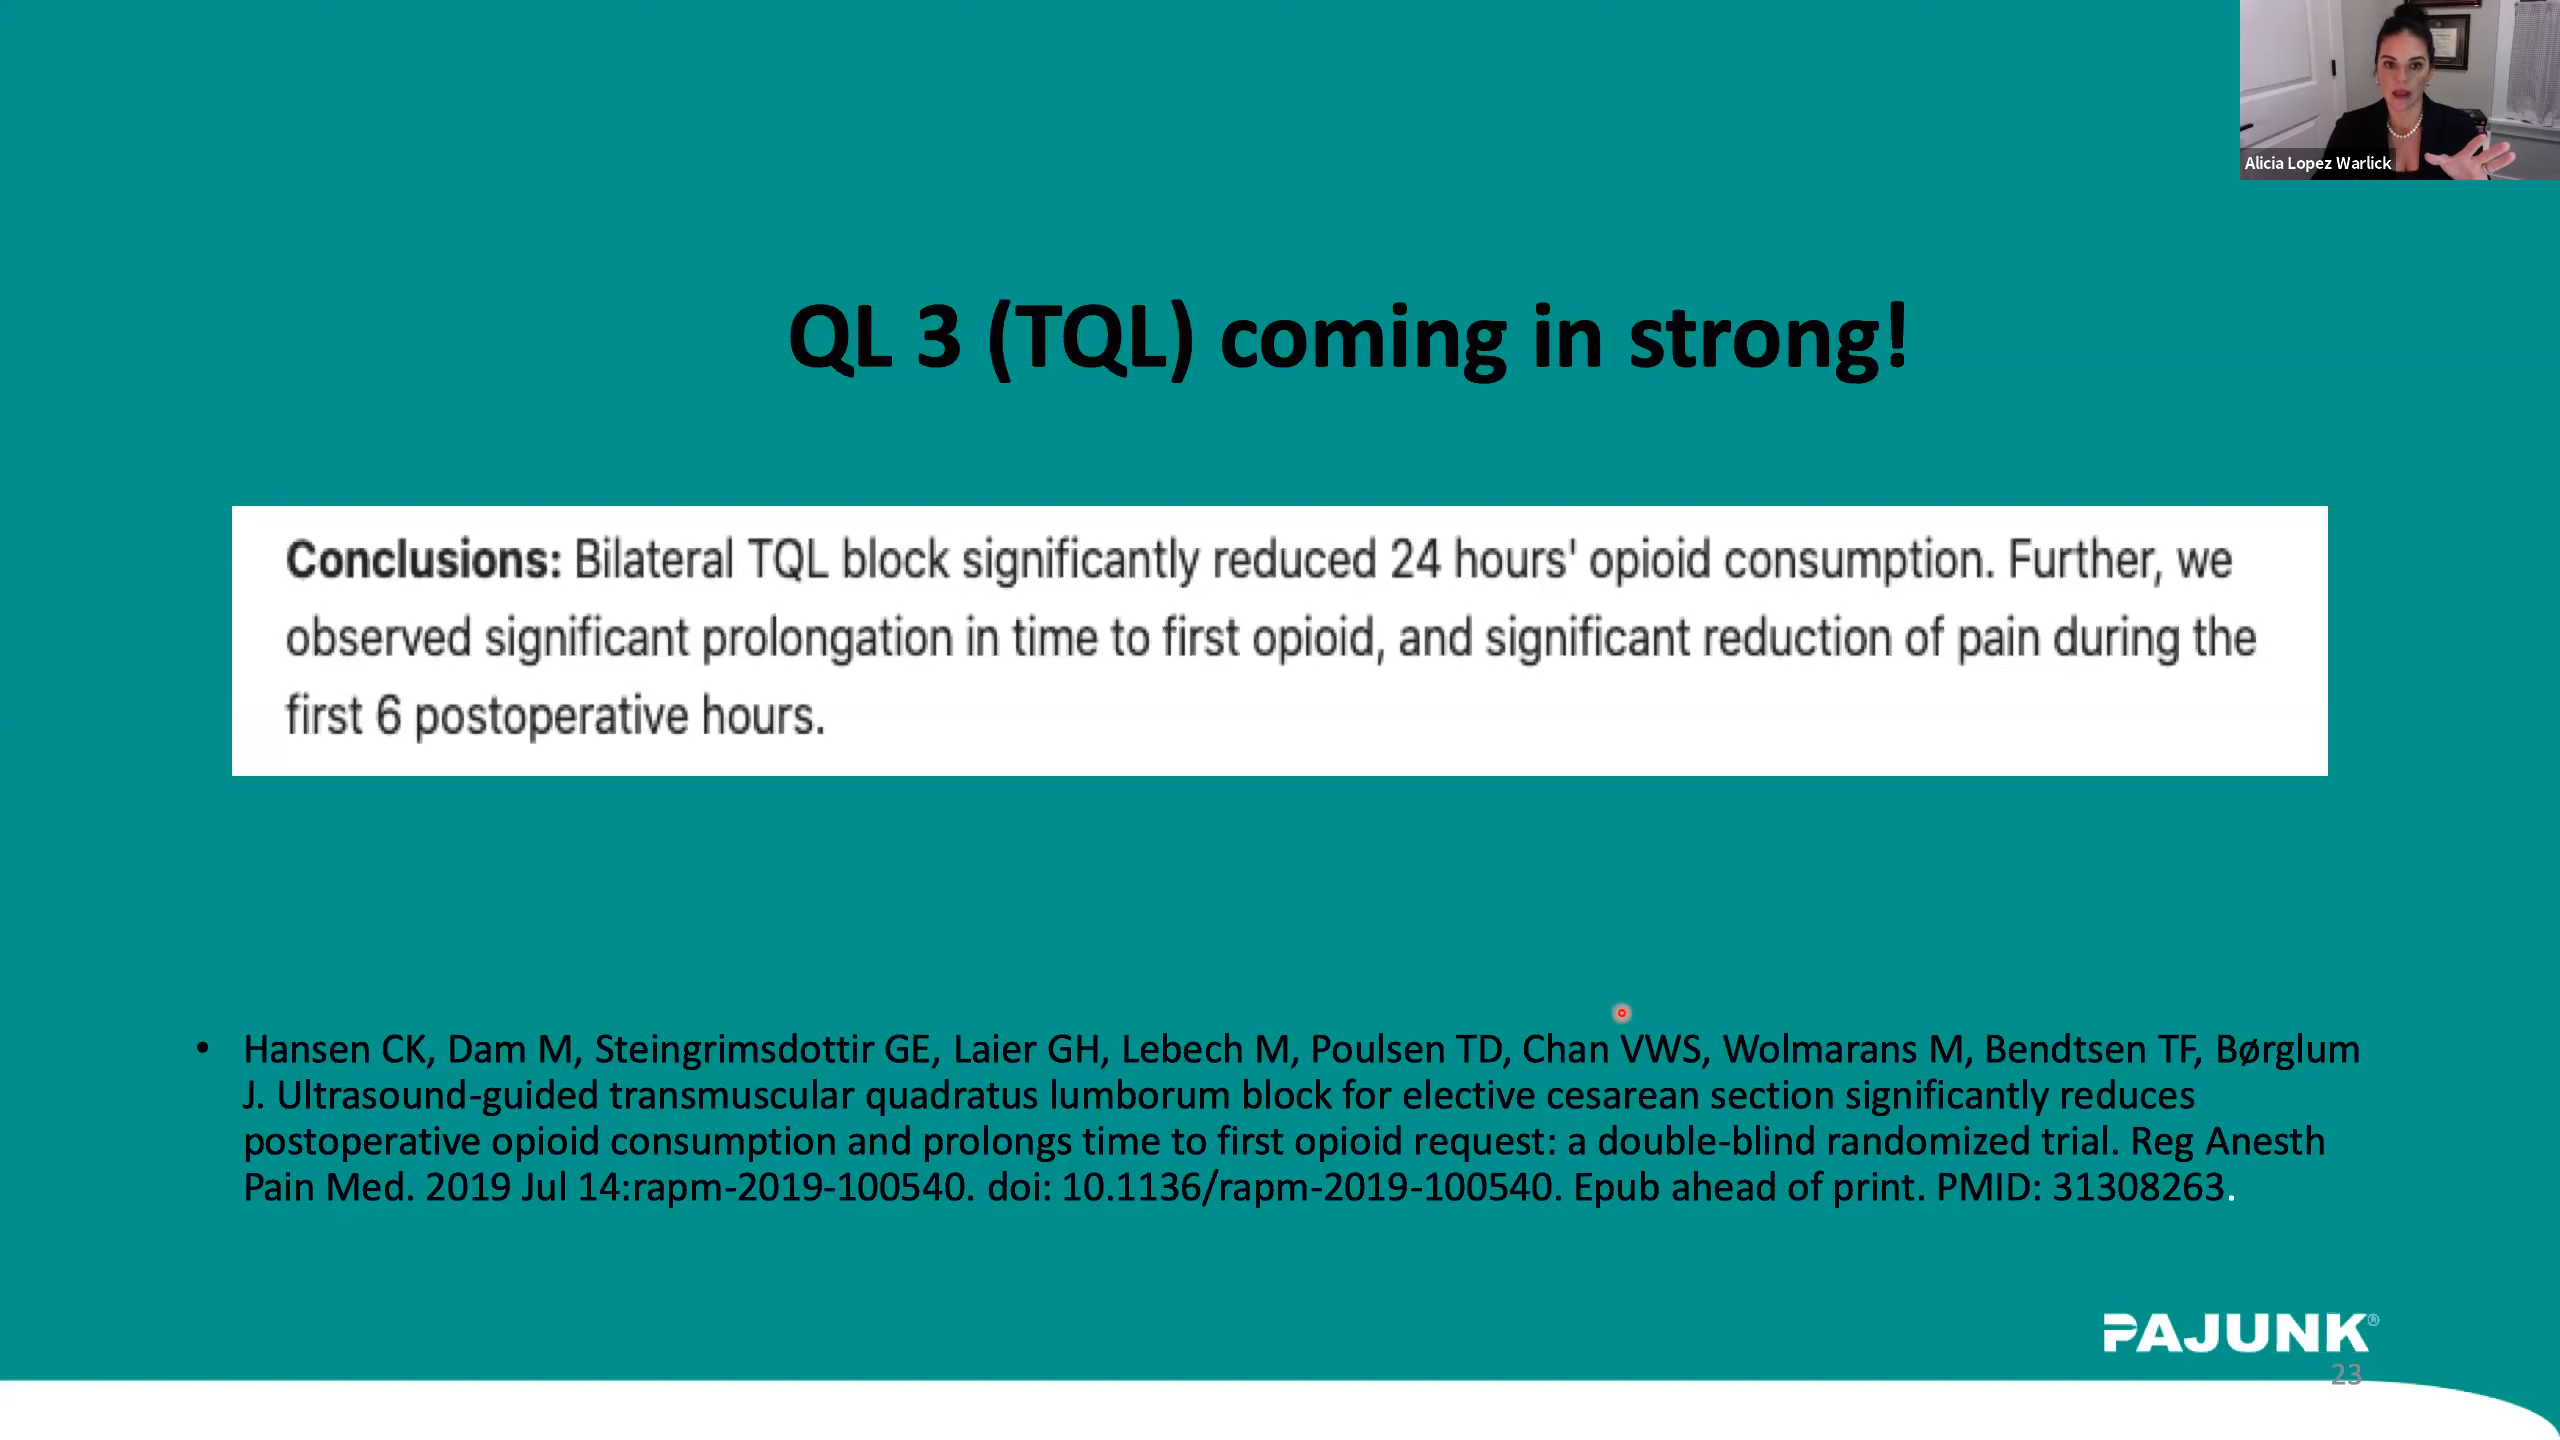 Alicia Lopez Warlick
QL 3 (TQL) coming in strong!
Conclusions: Bilateral TQL block significantly reduced 24 hours' opioid consumption. Further, we
observed significant prolongation in time to first opioid, and significant reduction of pain during the
first 6 postoperative hours.
• Hansen CK, Dam M, Steingrimsdottir GE, Laier GH, Lebech M, Poulsen TD, Chan VWS, Wolmarans M, Bendtsen TF, Børglum
J. Ultrasound-guided transmuscular quadratus lumborum block for elective cesarean section significantly reduces
postoperative opioid consumption and prolongs time to first opioid request: a double-blind randomized trial. Reg Anesth
Pain Med. 2019 Jul 14:rapm-2019-100540. doi: 10.1136/rapm-2019-100540. Epub ahead of print. PMID: 31308263.
PAJUNK®
23